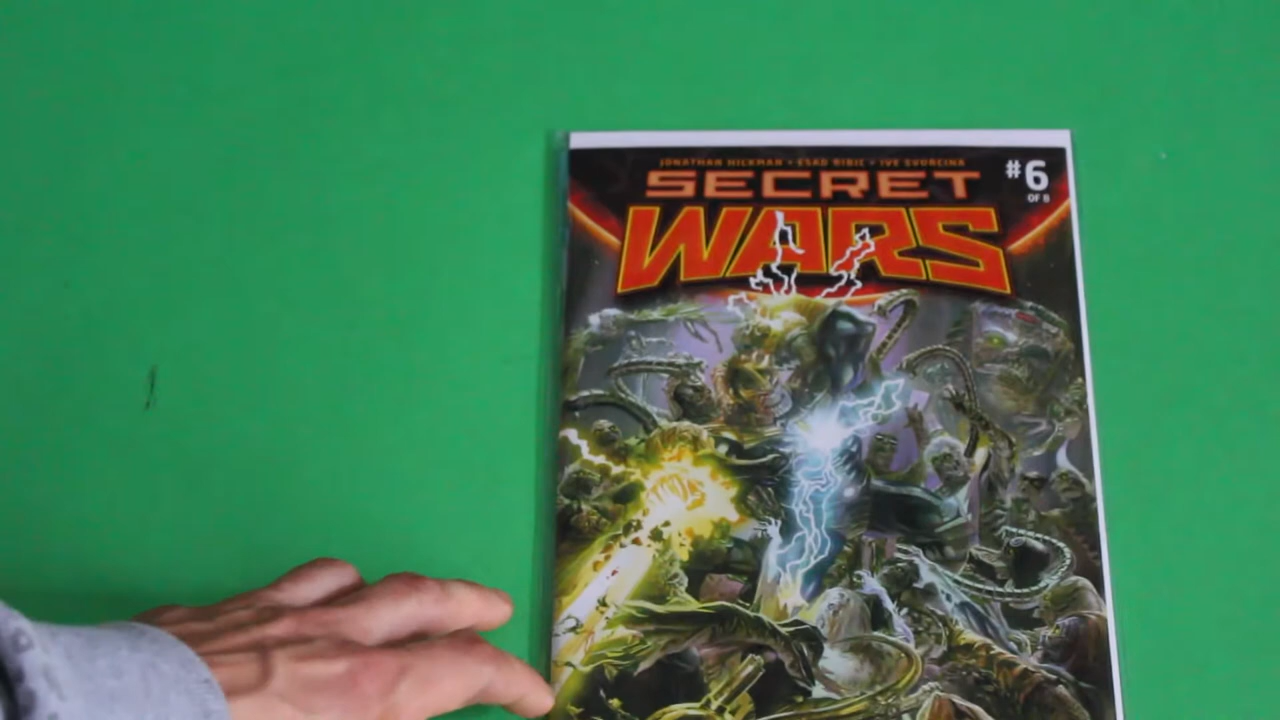 JONATHAN HICKMAN • ESAD RIBIC • IVE SVORCINA
SECRET
WARS
#6
OF 8